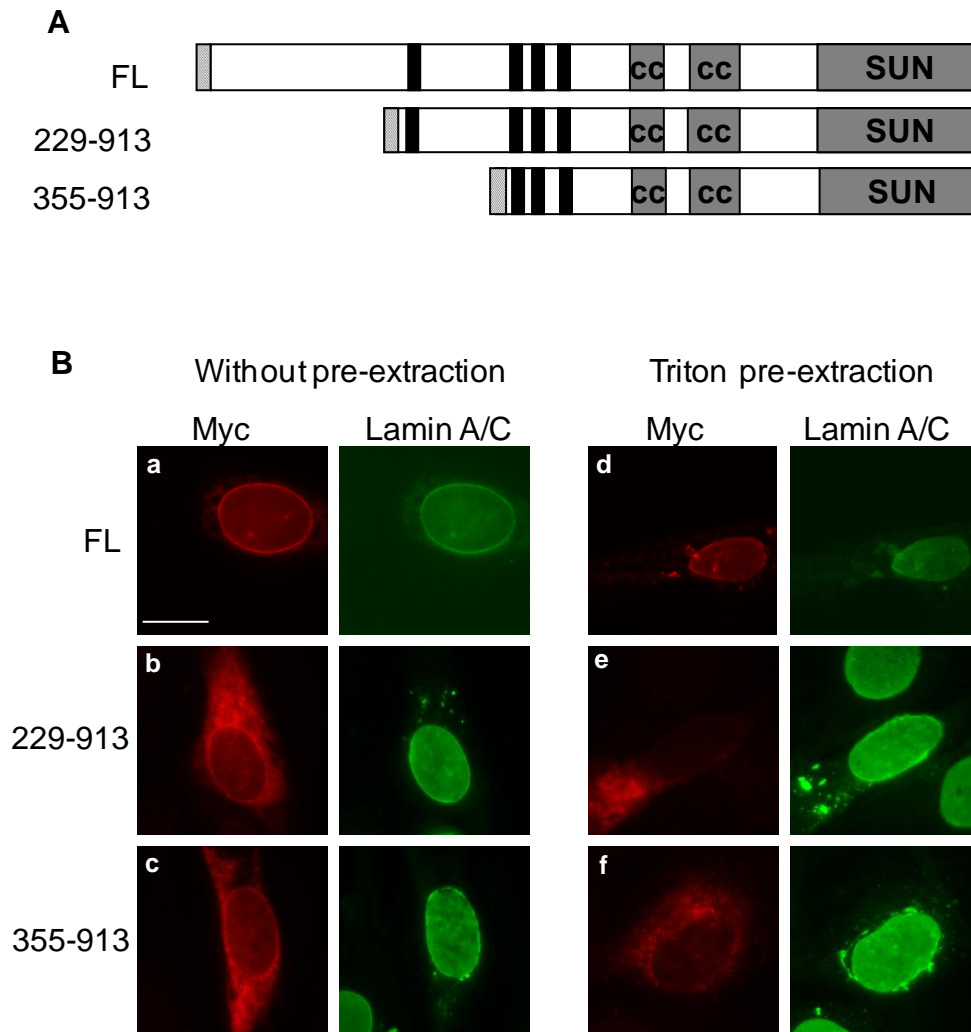 A
FL cc cc SUN
229-913 cc cc SUN
355-913 cc cc SUN
B
Without pre-extraction Triton pre-extraction
Myc Lamin A/C Myc Lamin A/C
FL a d
229-913 b e
355-913 c f